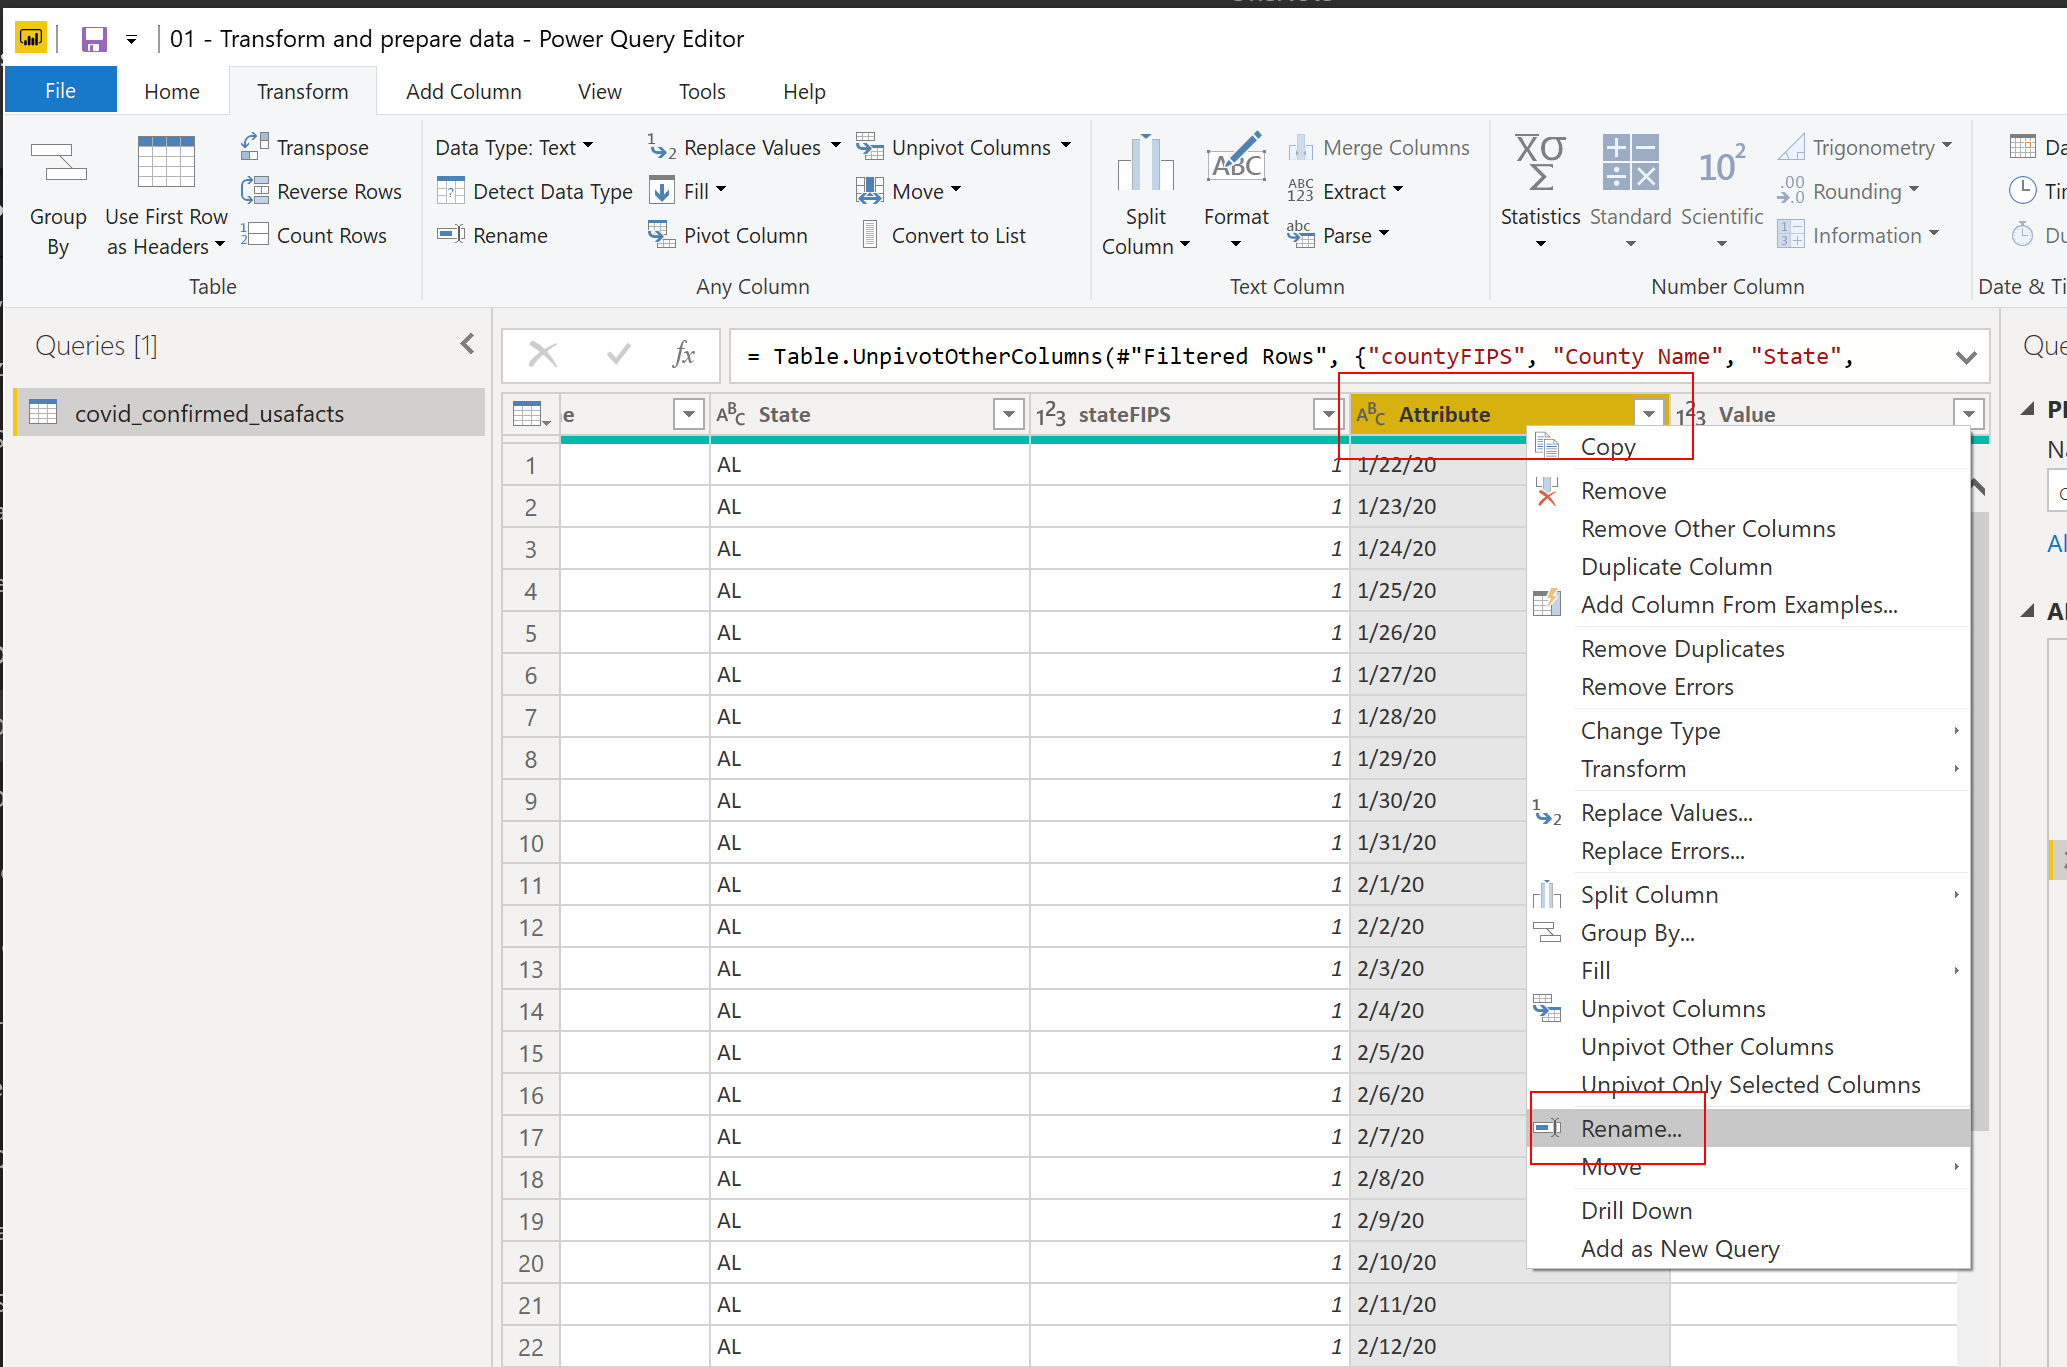 01 - Transform and prepare data - Power Query Editor
File Home Transform Add Column View Tools Help
Group By
Use First Row as Headers
Transpose
Reverse Rows
Count Rows
Table
Data Type: Text
Detect Data Type
Rename
Replace Values
Fill
Pivot Column
Unpivot Columns
Move
Convert to List
Any Column
Split Column
Format
Merge Columns
Extract
Parse
Text Column
Statistics
Standard
Scientific
Trigonometry
Rounding
Information
Number Column
Date & Ti
Queries [1]
covid_confirmed_usafacts
fx
= Table.UnpivotOtherColumns(#"Filtered Rows", {"countyFIPS", "County Name", "State",
e ABC State 123 stateFIPS ABC Attribute 123 Value
1 AL 1 1/22/20
2 AL 1 1/23/20
3 AL 1 1/24/20
4 AL 1 1/25/20
5 AL 1 1/26/20
6 AL 1 1/27/20
7 AL 1 1/28/20
8 AL 1 1/29/20
9 AL 1 1/30/20
10 AL 1 1/31/20
11 AL 1 2/1/20
12 AL 1 2/2/20
13 AL 1 2/3/20
14 AL 1 2/4/20
15 AL 1 2/5/20
16 AL 1 2/6/20
17 AL 1 2/7/20
18 AL 1 2/8/20
19 AL 1 2/9/20
20 AL 1 2/10/20
21 AL 1 2/11/20
22 AL 1 2/12/20
Copy
Remove
Remove Other Columns
Duplicate Column
Add Column From Examples...
Remove Duplicates
Remove Errors
Change Type
Transform
Replace Values...
Replace Errors...
Split Column
Group By...
Fill
Unpivot Columns
Unpivot Other Columns
Unpivot Only Selected Columns
Rename...
Move
Drill Down
Add as New Query